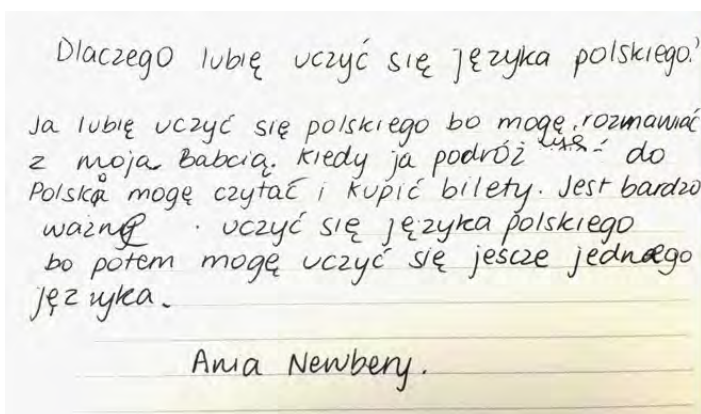 Dlaczego lubię uczyć się języka polskiego?
Ja lubię uczyć się polskiego bo mogę rozmawiać
z moja Babcią. Kiedy ja podróż do
Polską mogę czytać i kupić bilety. Jest bardzo
ważne uczyć się języka polskiego
bo potem mogę uczyć się jescze jednego
języka.
Ania Newbery.